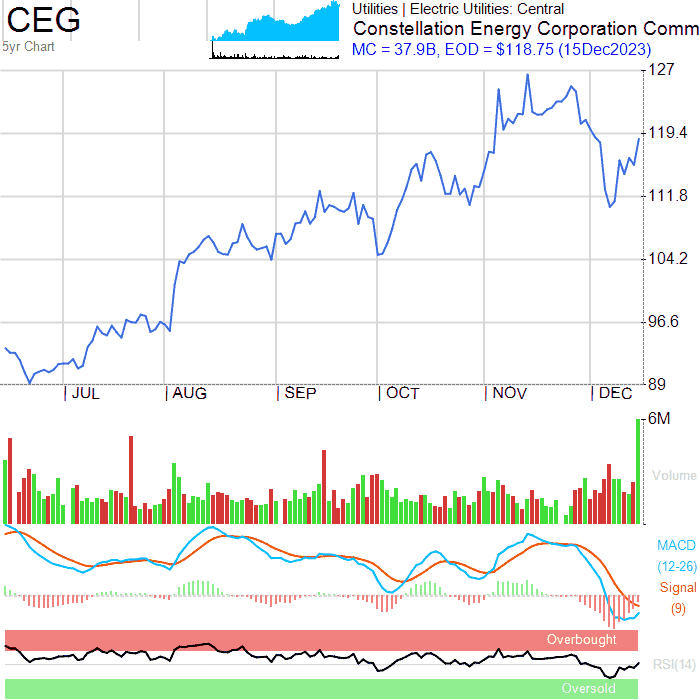 CEG
5yr Chart
Utilities | Electric Utilities: Central
Constellation Energy Corporation Comm
MC = 37.9B, EOD = $118.75 (15Dec2023)
127
119.4
111.8
104.2
96.6
89
JUL
AUG
SEP
OCT
NOV
DEC
6M
Volume
MACD
(12-26)
Signal
(9)
Overbought
RSI(14)
Oversold